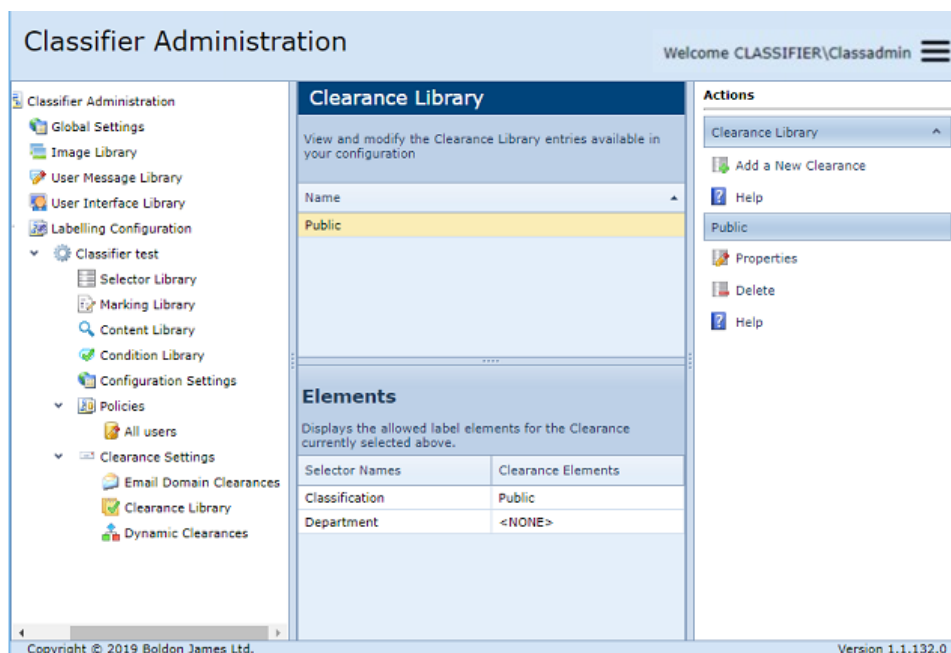 Classifier Administration
Welcome CLASSIFIER\Classadmin
Classifier Administration
Global Settings
Image Library
User Message Library
User Interface Library
Labelling Configuration
Classifier test
Selector Library
Marking Library
Content Library
Condition Library
Configuration Settings
Policies
All users
Clearance Settings
Email Domain Clearances
Clearance Library
Dynamic Clearances
Clearance Library
View and modify the Clearance Library entries available in
your configuration
Name
Public
Elements
Displays the allowed label elements for the Clearance
currently selected above.
Selector Names Clearance Elements
Classification Public
Department <NONE>
Actions
Clearance Library
Add a New Clearance
Help
Public
Properties
Delete
Help
Copyright © 2019 Boldon James Ltd.
Version 1.1.132.0